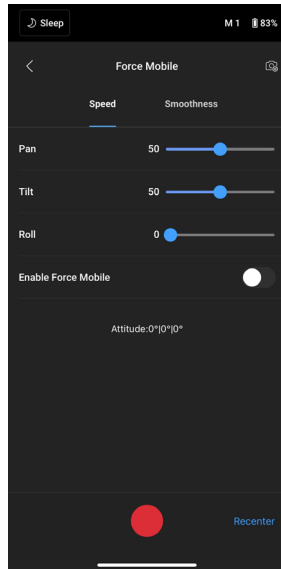 Sleep M 1 83%
Force Mobile
Speed Smoothness
Pan 50
Tilt 50
Roll 0
Enable Force Mobile
Attitude:0°|0°|0°
Recenter